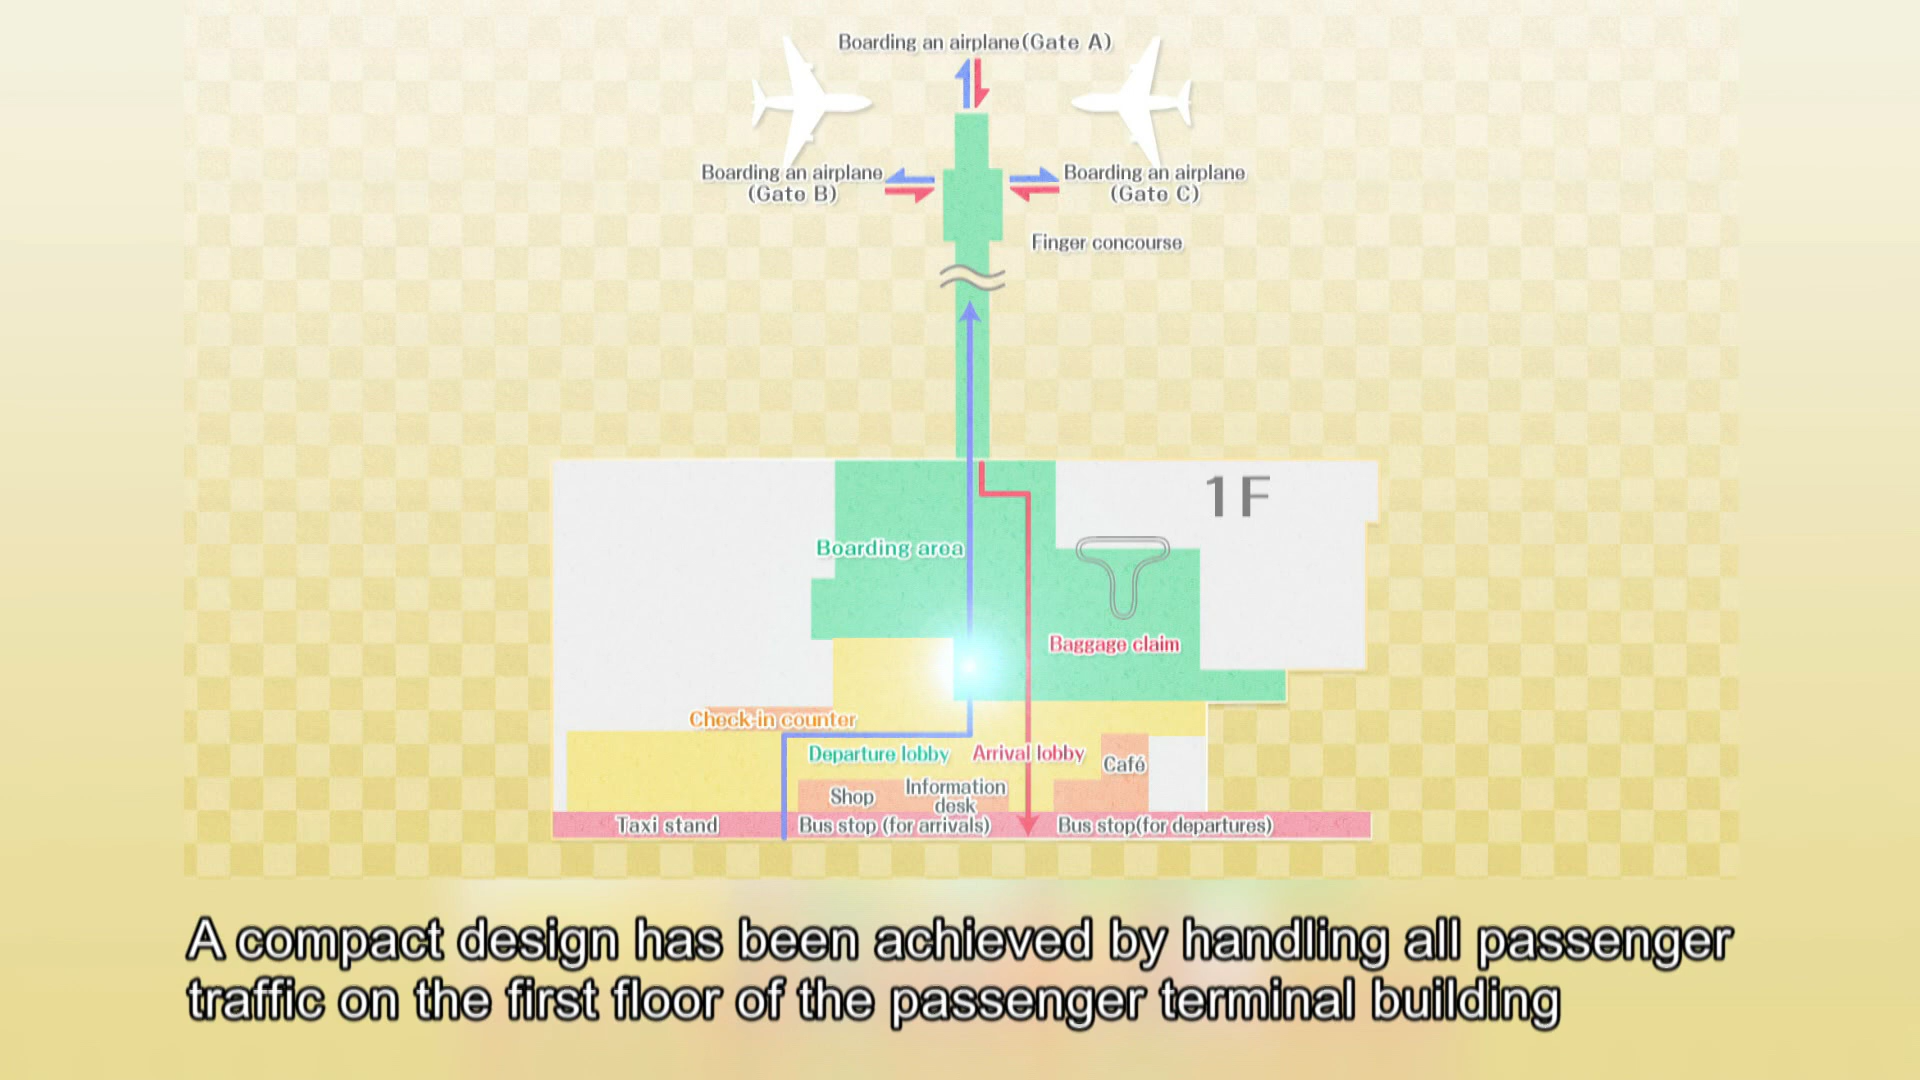 Boarding an airplane(Gate A)
Boarding an airplane
(Gate B)
Boarding an airplane
(Gate C)
Finger concourse
1F
Boarding area
Baggage claim
Check-in counter
Departure lobby
Arrival lobby
Café
Shop
Information
desk
Taxi stand
Bus stop (for arrivals)
Bus stop(for departures)
A compact design has been achieved by handling all passenger
traffic on the first floor of the passenger terminal building